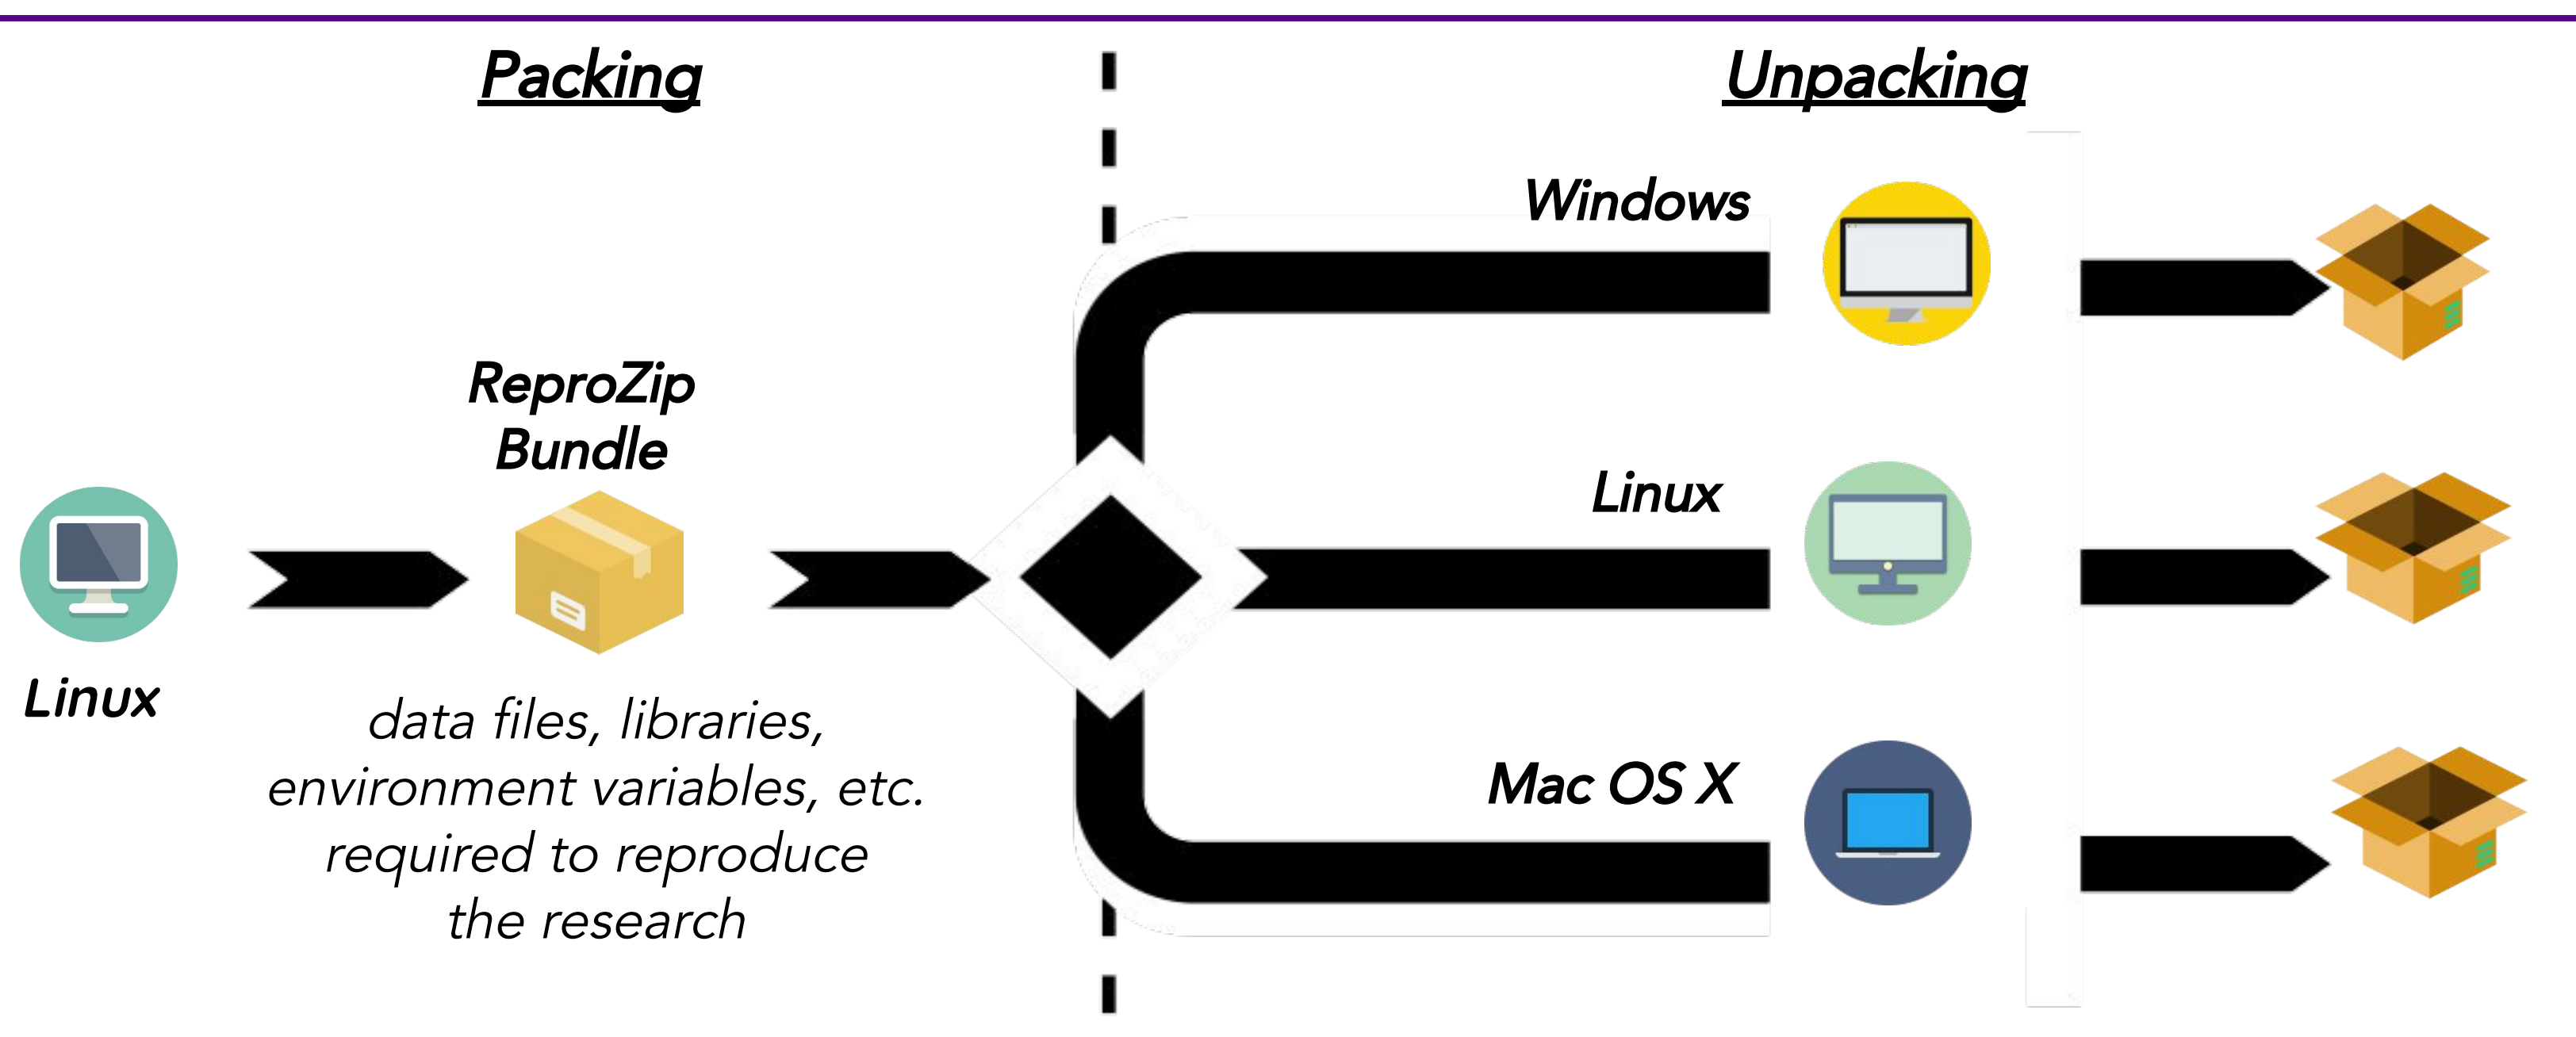 Packing
Unpacking
ReproZip
Bundle
Linux
data files, libraries,
environment variables, etc.
required to reproduce
the research
Windows
Linux
Mac OS X